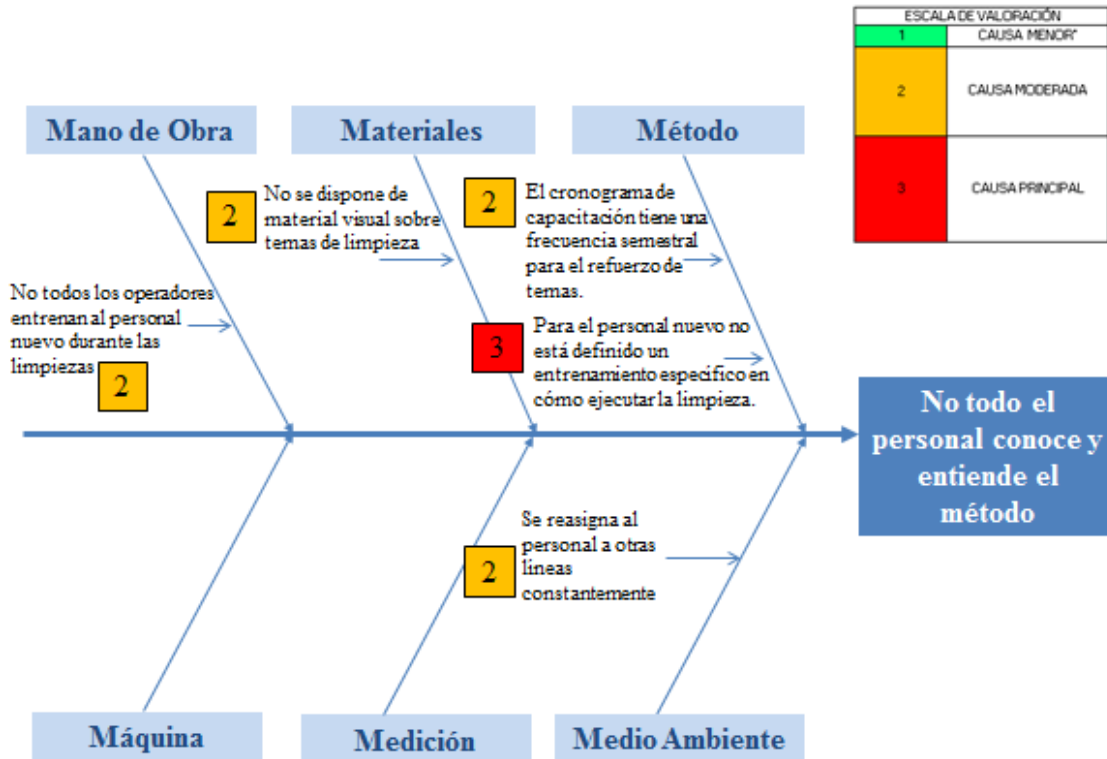 ESCALA DE VALORACIÓN
1 CAUSA MENOR"
2 CAUSA MODERADA
3 CAUSA PRINCIPAL
Mano de Obra
Materiales
Método
2
No se dispone de
material visual sobre
temas de limpieza
2
El cronograma de
capacitación tiene una
frecuencia semestral
para el refuerzo de
temas.
No todos los operadores
entrenan al personal
nuevo durante las
limpiezas
2
3
Para el personal nuevo no
está definido un
entrenamiento específico en
cómo ejecutar la limpieza.
No todo el
personal conoce y
entiende el
método
2
Se reasigna al
personal a otras
líneas
constantemente
Máquina
Medición
Medio Ambiente